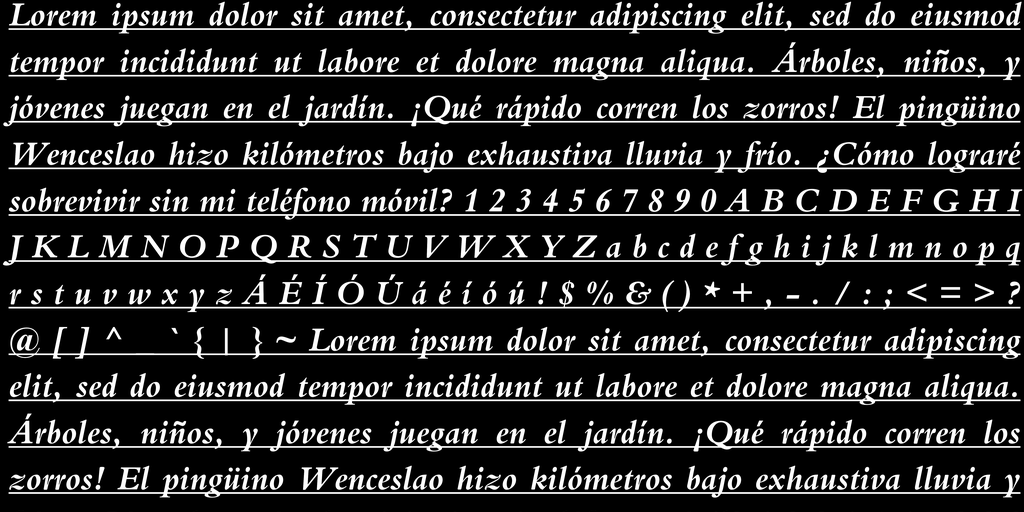 Lorem ipsum dolor sit amet, consectetur adipiscing elit, sed do eiusmod
tempor incididunt ut labore et dolore magna aliqua. Árboles, niños, y
jóvenes juegan en el jardín. ¡Qué rápido corren los zorros! El pingüino
Wenceslao hizo kilómetros bajo exhaustiva lluvia y frío. ¿Cómo lograré
sobrevivir sin mi teléfono móvil? 1 2 3 4 5 6 7 8 9 0 A B C D E F G H I
J K L M N O P Q R S T U V W X Y Z a b c d e f g h i j k l m n o p q
r s t u v w x y z Á É Í Ó Ú á é í ó ú ! $ % & ( ) * + , - . / : ; < = > ?
@ [ ] ^ _ ` { | } ~ Lorem ipsum dolor sit amet, consectetur adipiscing
elit, sed do eiusmod tempor incididunt ut labore et dolore magna aliqua.
Árboles, niños, y jóvenes juegan en el jardín. ¡Qué rápido corren los
zorros! El pingüino Wenceslao hizo kilómetros bajo exhaustiva lluvia y